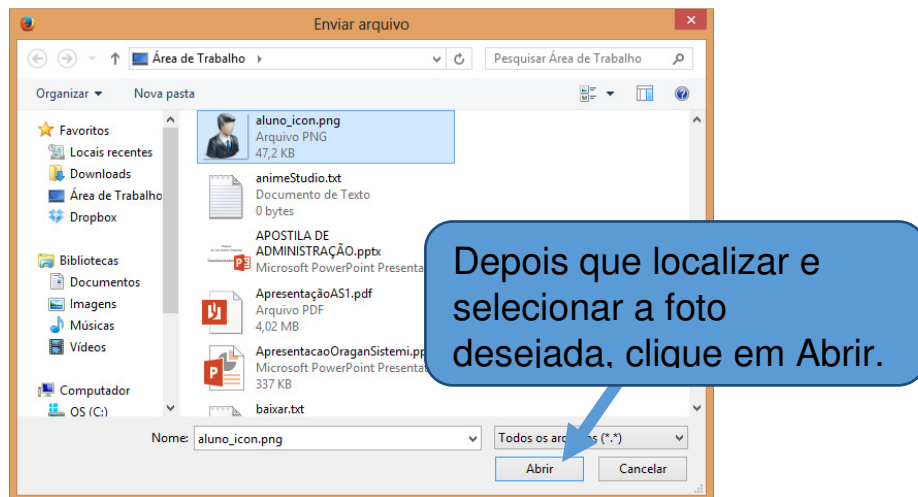 Enviar arquivo
Área de Trabalho
Pesquisar Área de Trabalho
Organizar
Nova pasta
Favoritos
Locais recentes
Downloads
Área de Trabalho
Dropbox
Bibliotecas
Documentos
Imagens
Músicas
Vídeos
Computador
OS (C:)
aluno_icon.png
Arquivo PNG
47,2 KB
animeStudio.txt
Documento de Texto
0 bytes
APOSTILA DE
ADMINISTRAÇÃO.pptx
Microsoft PowerPoint Presenta
ApresentaçãoAS1.pdf
Arquivo PDF
4,02 MB
ApresentacaoOraganSistemi.pp
Microsoft PowerPoint Presenta
337 KB
baixar.txt
Depois que localizar e
selecionar a foto
desejada, clique em Abrir.
Nome:
aluno_icon.png
Todos os (*.*)
Abrir
Cancelar